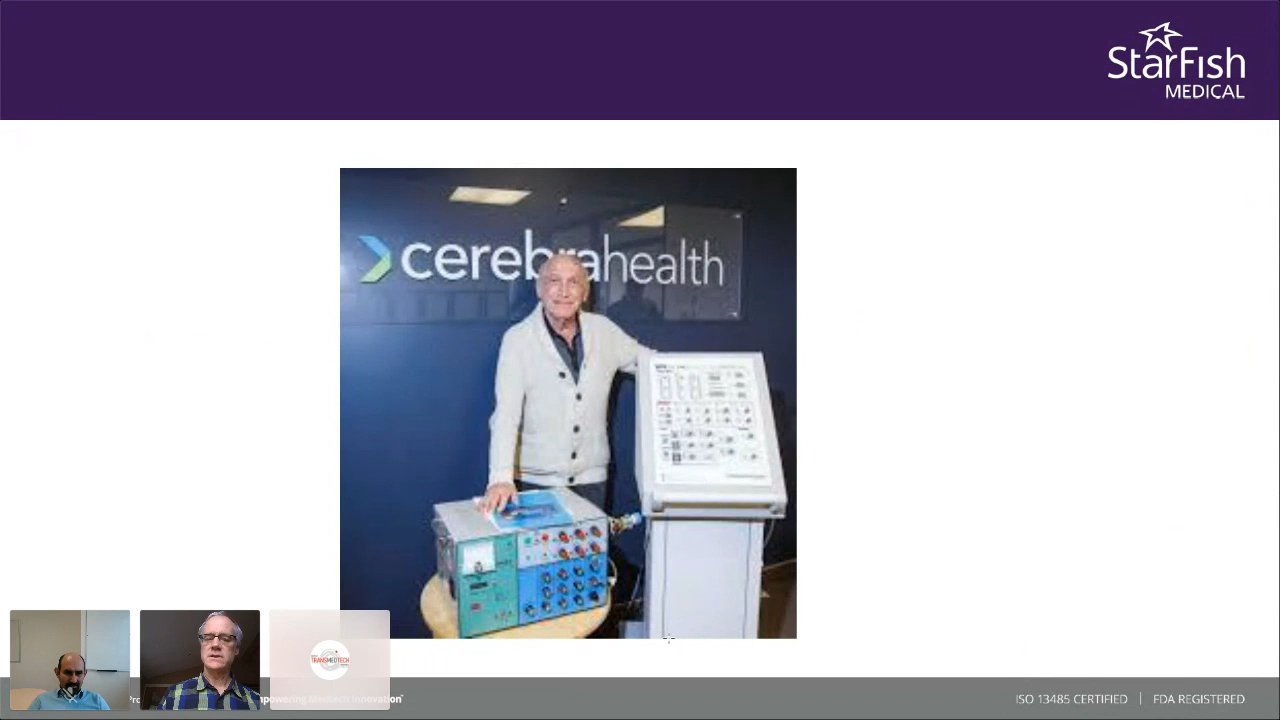 StarFish
MEDICAL
cerebrahealth
TRANSMEDTECH
Empowering Medtech Innovation
ISO 13485 CERTIFIED | FDA REGISTERED